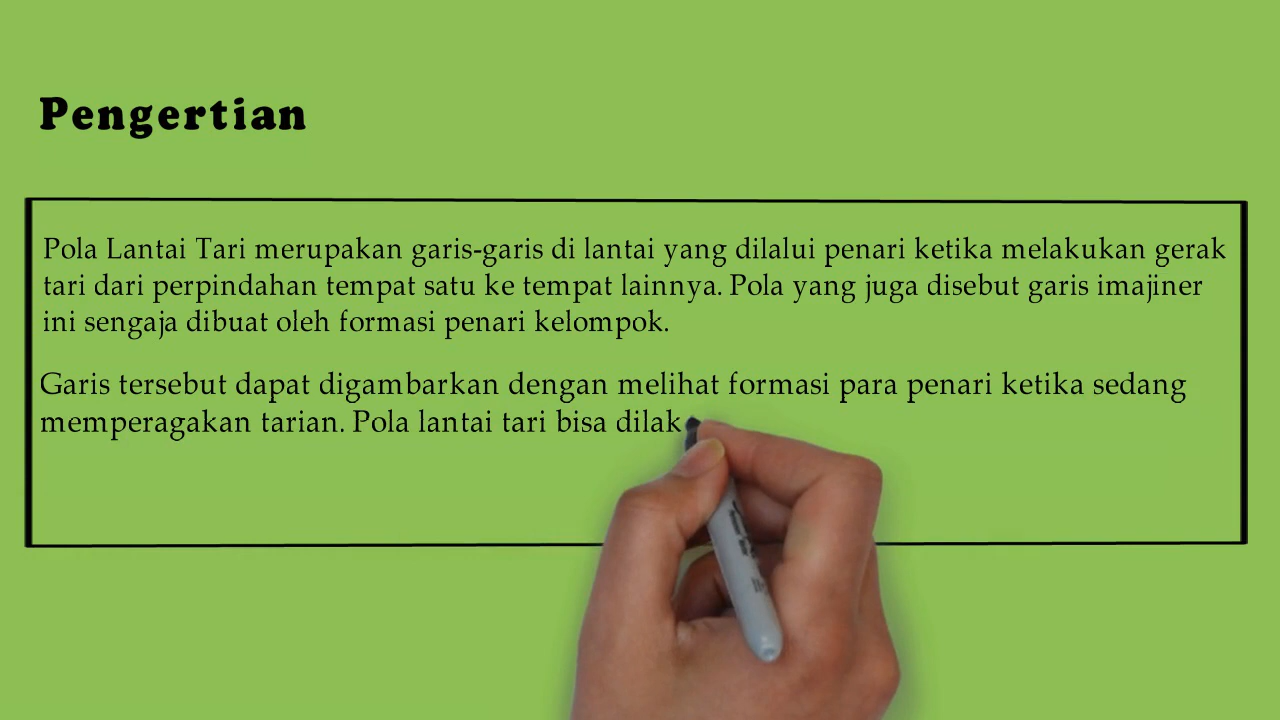 Pengertian
Pola Lantai Tari merupakan garis-garis di lantai yang dilalui penari ketika melakukan gerak
tari dari perpindahan tempat satu ke tempat lainnya. Pola yang juga disebut garis imajiner
ini sengaja dibuat oleh formasi penari kelompok.
Garis tersebut dapat digambarkan dengan melihat formasi para penari ketika sedang
memperagakan tarian. Pola lantai tari bisa dilak